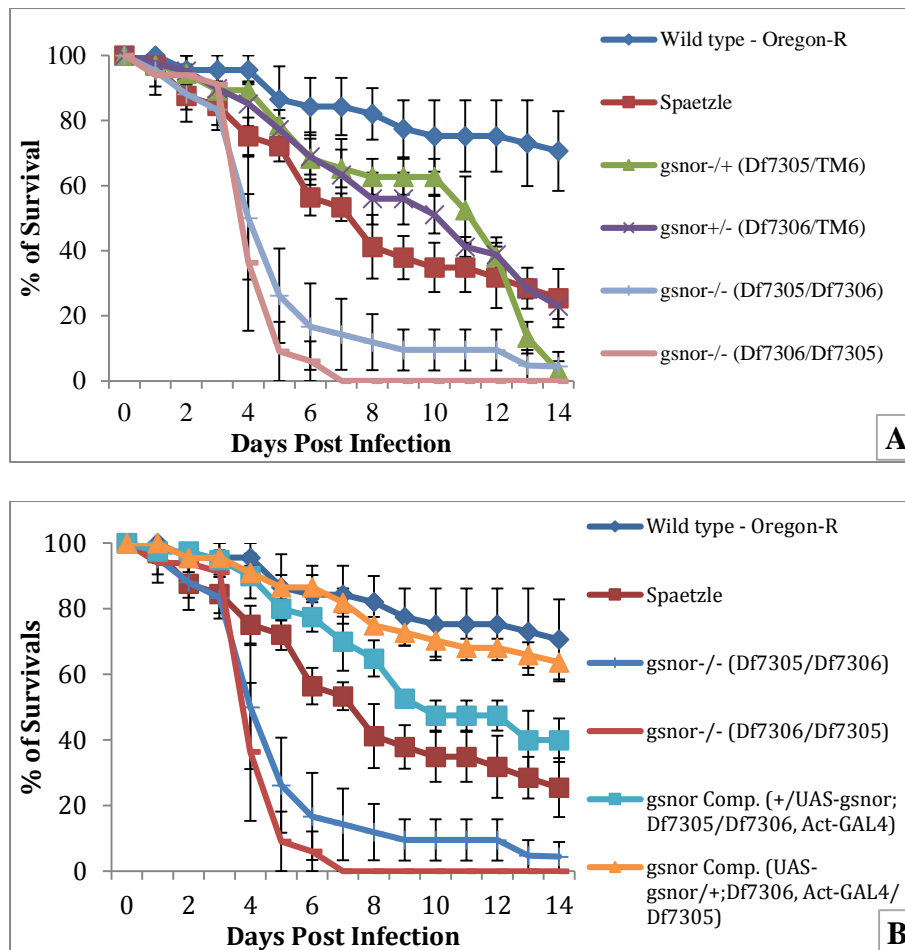 % of Survival
100
80
60
40
20
0
0 2 4 6 8 10 12 14
Days Post Infection
Wild type - Oregon-R
Spaetzle
gsnor-/+ (Df7305/TM6)
gsnor+/- (Df7306/TM6)
gsnor-/- (Df7305/Df7306)
gsnor-/- (Df7306/Df7305)
A
% of Survivals
100
80
60
40
20
0
0 2 4 6 8 10 12 14
Days Post Infection
Wild type - Oregon-R
Spaetzle
gsnor-/- (Df7305/Df7306)
gsnor-/- (Df7306/Df7305)
gsnor Comp. (+/UAS-gsnor;
Df7305/Df7306, Act-GAL4)
gsnor Comp. (UAS-
gsnor/+;Df7306, Act-GAL4/
Df7305)
B